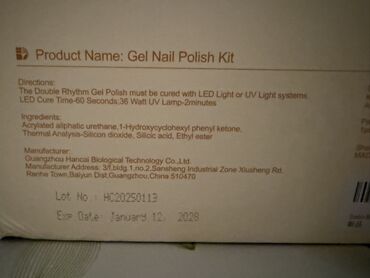 Product Name: Gel Nail Polish Kit
Directions:
The Double Rhythm Gel Polish must be cured with LED Light or UV Light systems.
LED Cure Time-60 Seconds;36 Watt UV Lamp-2minutes
Ingredients:
Acrylated aliphatic urethane,1-Hydroxycyclohexyl phenyl ketone,
Thermal Analysis-Silicon dioxide, Silicic acid, Ethyl ester
Manufacturer:
Guangzhou Hancai Biological Technology Co.,Ltd.
Manufacturer Address: 3/f,bldg.1,no.2,Sansheng Industrial Zone Xiusheng Rd.
Renhe Town,Baiyun Dist,Guangzhou,China 510470
Lot No.: HC20250113
Exp Date: January 12, 2028